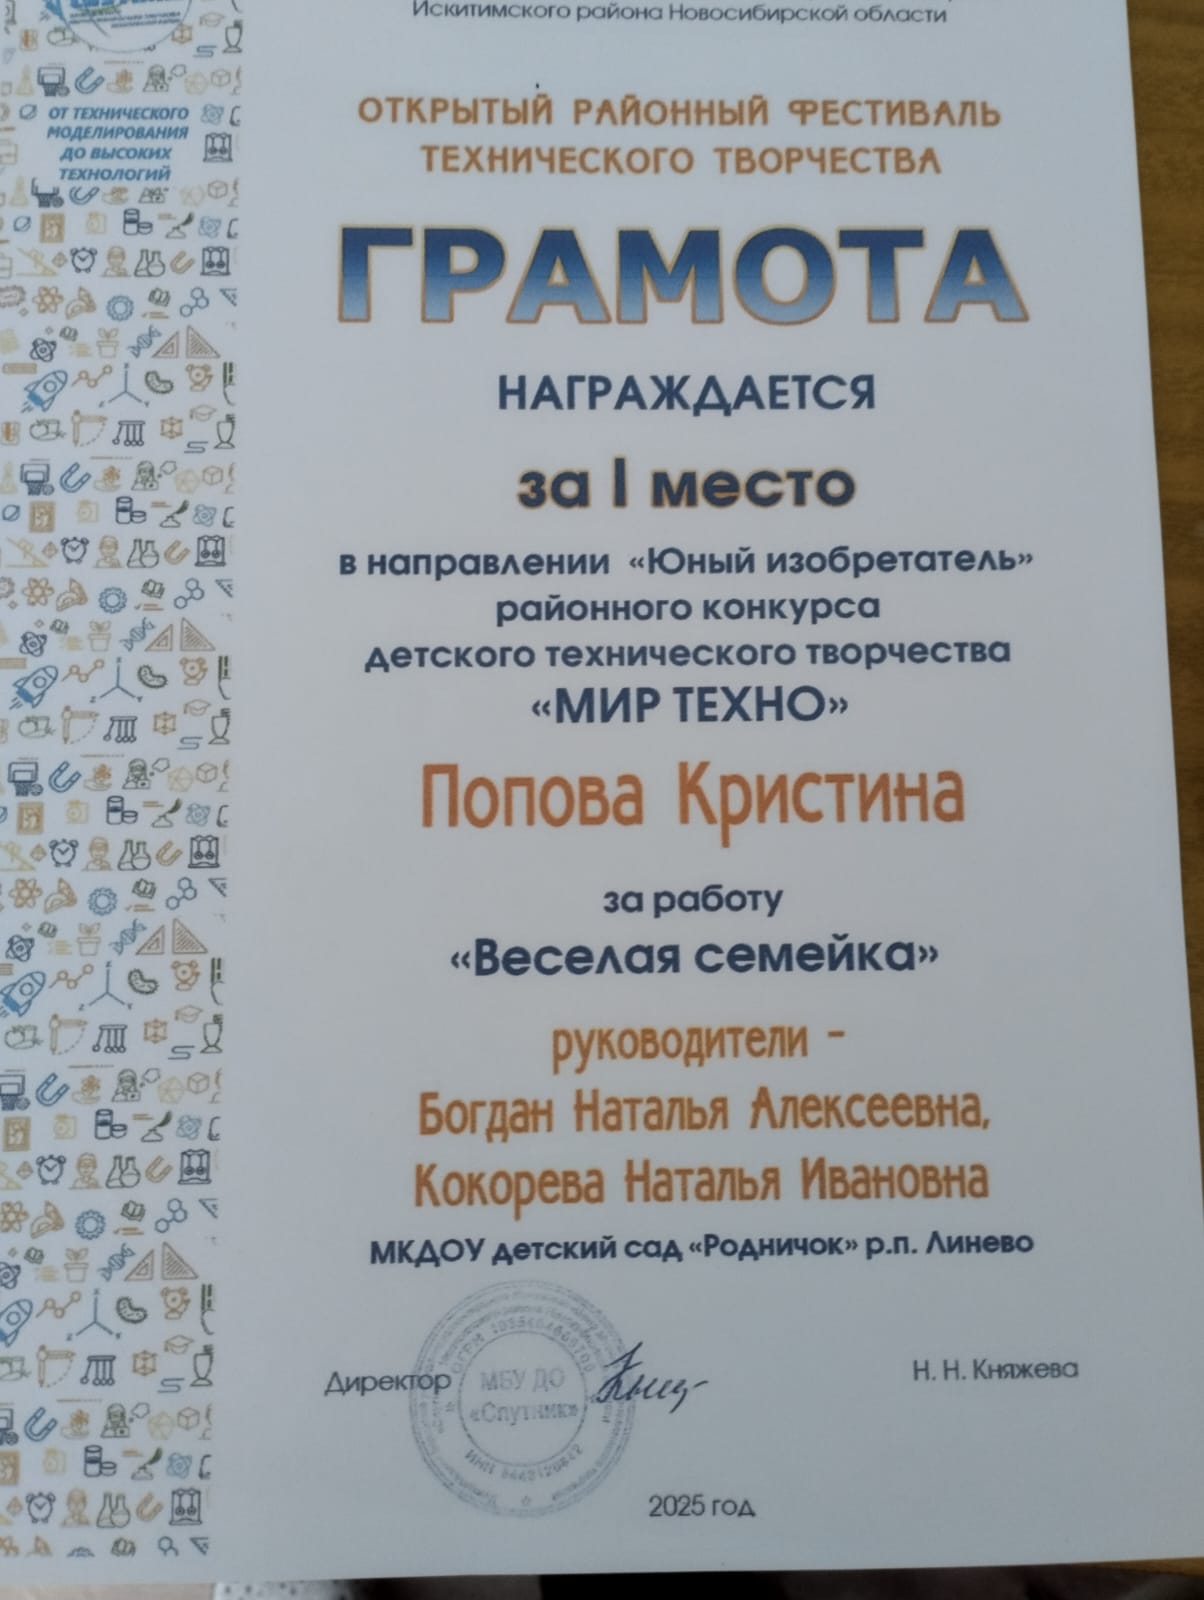 Искитимского района Новосибирской области
ОТ ТЕХНИЧЕСКОГО
МОДЕЛИРОВАНИЯ
ДО ВЫСОКИХ
ТЕХНОЛОГИЙ
ОТКРЫТЫЙ РАЙОННЫЙ ФЕСТИВАЛЬ
ТЕХНИЧЕСКОГО ТВОРЧЕСТВА
ГРАМОТА
НАГРАЖДАЕТСЯ
за I место
в направлении «Юный изобретатель»
районного конкурса
детского технического творчества
«МИР ТЕХНО»
Попова Кристина
за работу
«Веселая семейка»
руководители –
Богдан Наталья Алексеевна,
Кокорева Наталья Ивановна
МКДОУ детский сад «Родничок» р.п. Линево
Директор
МБУ ДО
«Спутник»
Н. Н. Княжева
2025 год